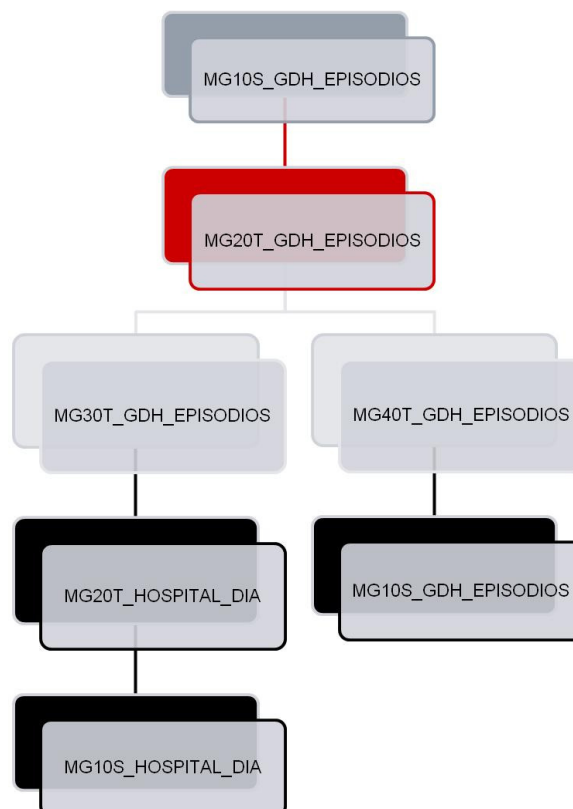 MG10S_GDH_EPISODIOS
MG20T_GDH_EPISODIOS
MG30T_GDH_EPISODIOS
MG40T_GDH_EPISODIOS
MG20T_HOSPITAL_DIA
MG10S_GDH_EPISODIOS
MG10S_HOSPITAL_DIA